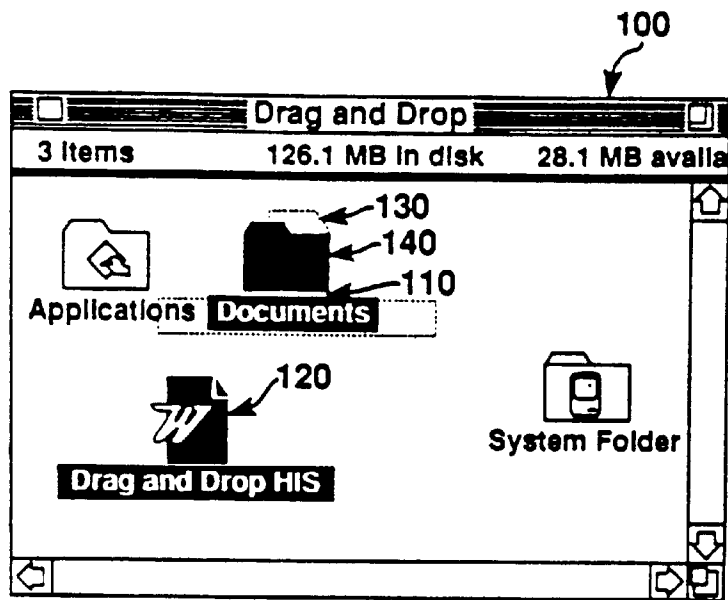 100
Drag and Drop
3 items 126.1 MB in disk 28.1 MB availa
130
140
110
Applications Documents
120
W
System Folder
Drag and Drop HIS